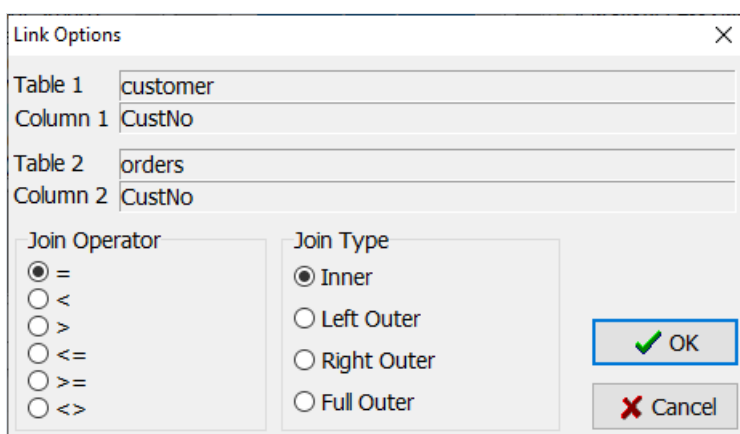 Link Options
Table 1 customer
Column 1 CustNo
Table 2 orders
Column 2 CustNo
Join Operator
=
<
>
<=
>=
<>
Join Type
Inner
Left Outer
Right Outer
Full Outer
OK
Cancel